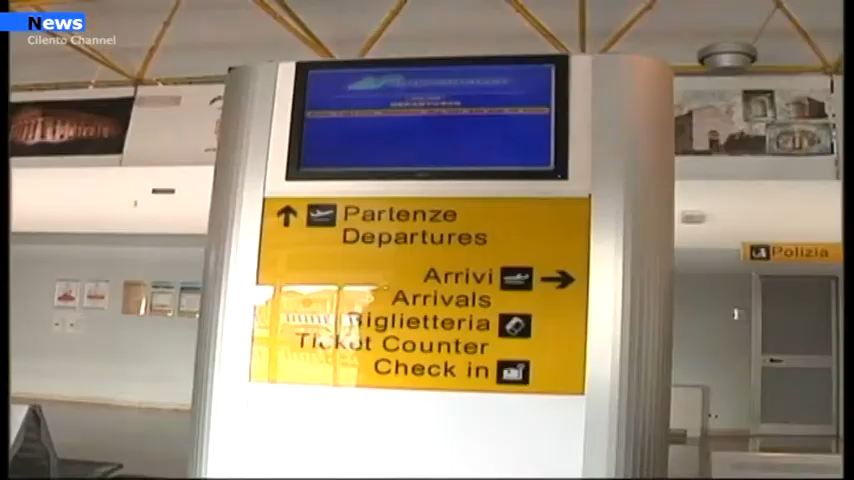 News
Cilento Channel
DEPARTURES
Partenze
Departures
Arrivi
Arrivals
Biglietteria
Ticket Counter
Check in
Polizia